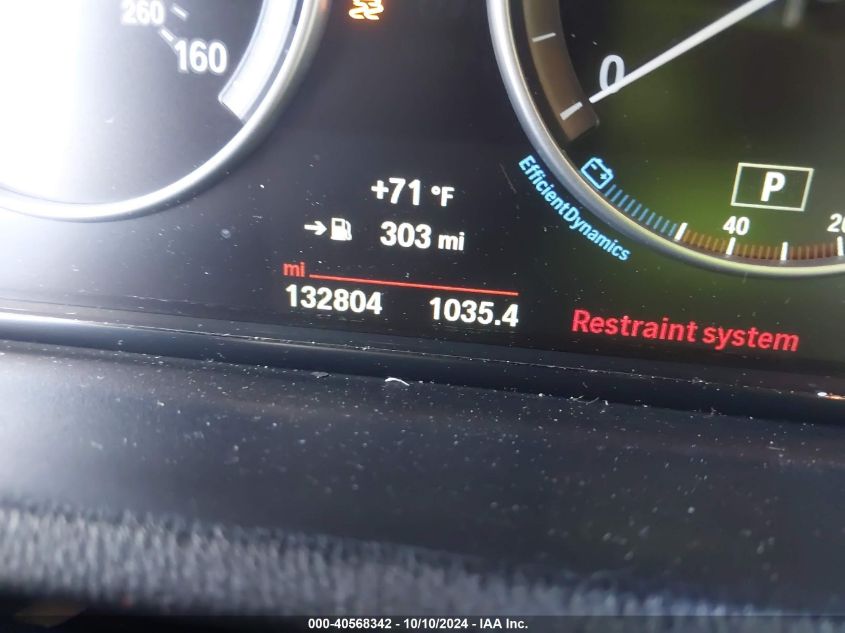 260
160
0
+71 °F
303 mi
mi
132804 1035.4
EfficientDynamics
P
40
Restraint system
000-40568342 - 10/10/2024 - IAA Inc.